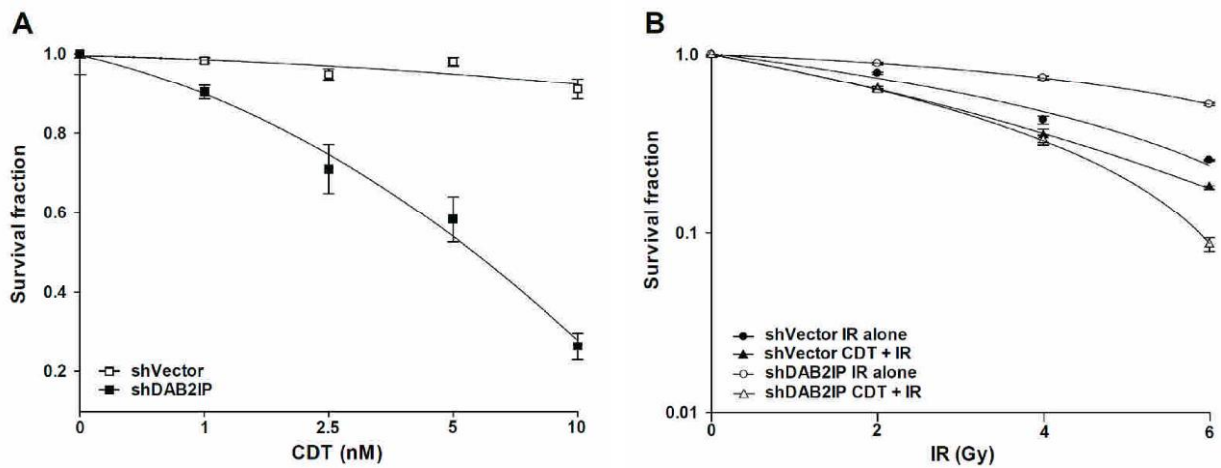 A
Survival fraction
1.0
0.8
0.6
0.4
0.2
shVector
shDAB2IP
0 1 2.5 5 10
CDT (nM)
B
Survival fraction
1.0
0.1
0.01
shVector IR alone
shVector CDT + IR
shDAB2IP IR alone
shDAB2IP CDT + IR
0 2 4 6
IR (Gy)